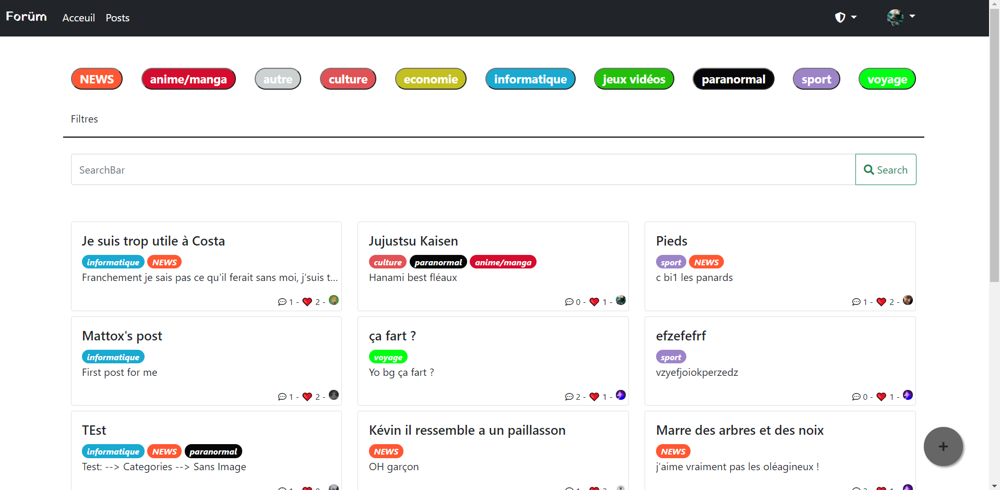 Forüm Acceuil Posts
NEWS anime/manga autre culture economie informatique jeux vidéos paranormal sport voyage
Filtres
SearchBar Search
Je suis trop utile à Costa
informatique NEWS
Franchement je sais pas ce qu'il ferait sans moi, j'suis t...
1 - 2 -
Jujustsu Kaisen
culture paranormal anime/manga
Hanami best fléaux
0 - 1 -
Pieds
sport NEWS
c bi1 les panards
1 - 2 -
Mattox's post
informatique
First post for me
1 - 2 -
ça fart ?
voyage
Yo bg ça fart ?
2 - 1 -
efzefefrf
sport
vzyefjoiokperzedz
0 - 1 -
TEst
informatique NEWS paranormal
Test: --> Categories --> Sans Image
Kévin il ressemble a un paillasson
NEWS
OH garçon
Marre des arbres et des noix
NEWS
j'aime vraiment pas les oléagineux !
+